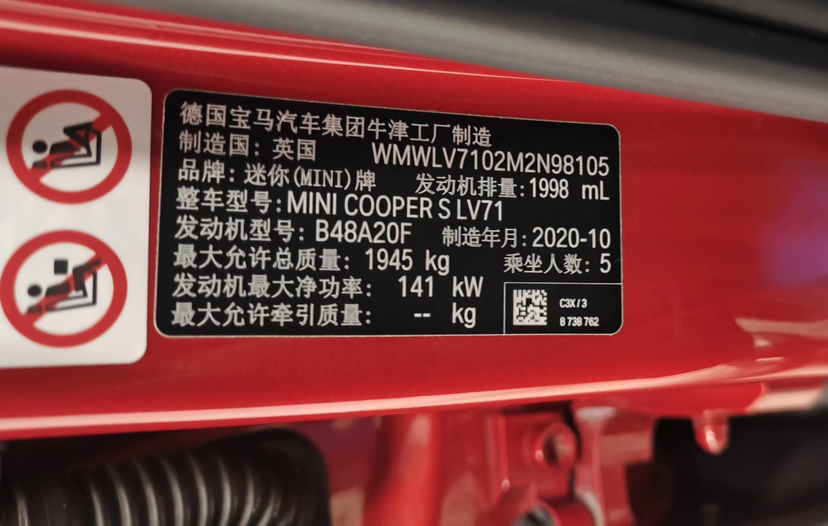 德国宝马汽车集团牛津工厂制造
制造国: 英国 WMWLV7102M2N98105
品牌: 迷你(MINI)牌 发动机排量: 1998 mL
整车型号: MINI COOPER S LV71
发动机型号: B48A20F 制造年月: 2020-10
最大允许总质量: 1945 kg 乘坐人数: 5
发动机最大净功率: 141 kW
最大允许牵引质量: -- kg
C3X / 3
8 738 762